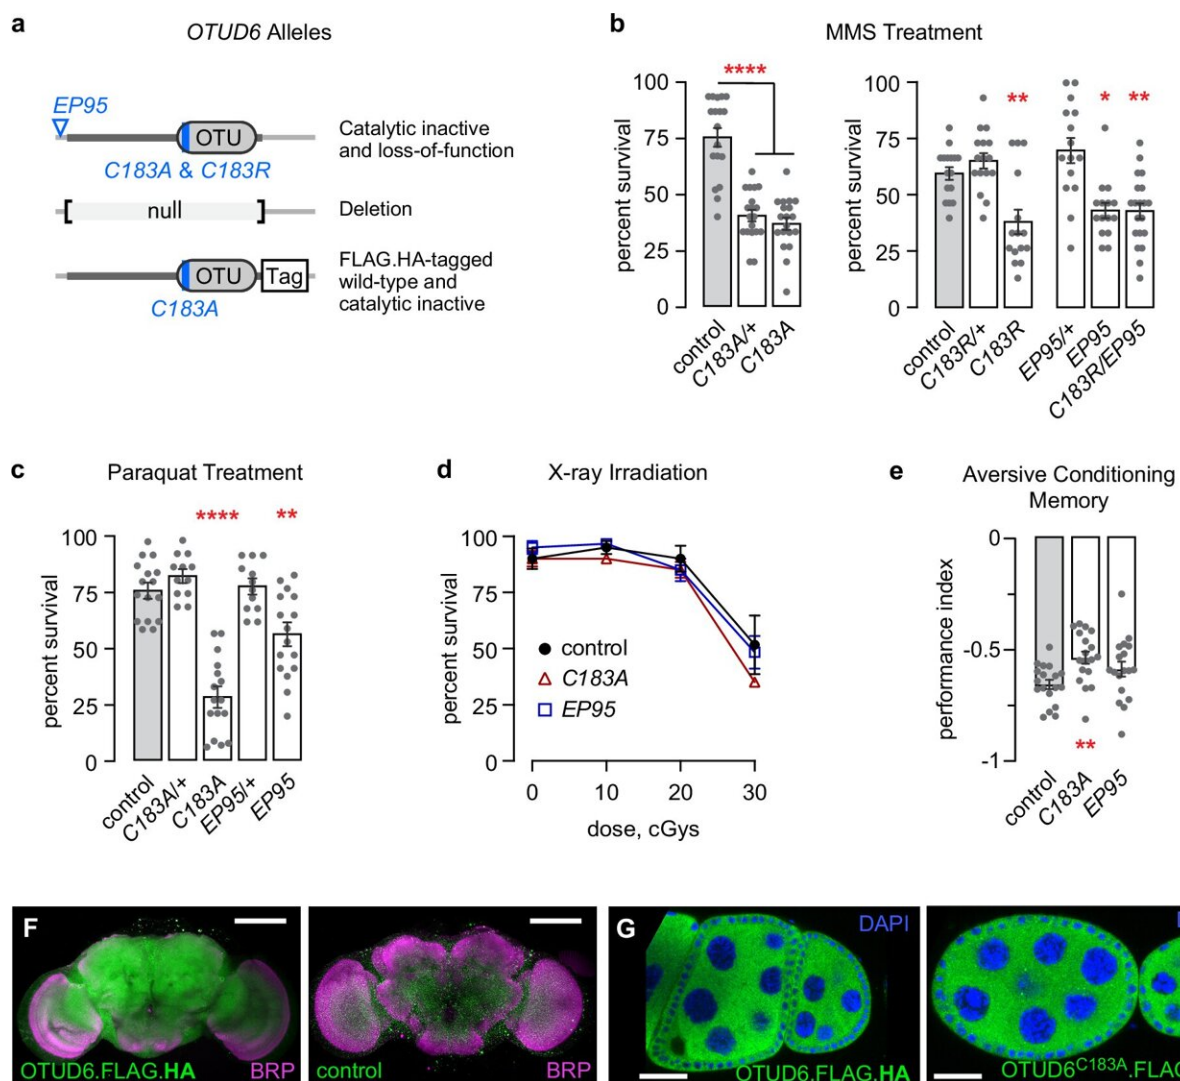 a
OTUD6 Alleles
EP95
OTU
C183A & C183R
Catalytic inactive
and loss-of-function
[ null ]
Deletion
OTU
Tag
C183A
FLAG.HA-tagged
wild-type and
catalytic inactive
b
MMS Treatment
percent survival
100
75
50
25
0
****
control
C183A/+
C183A
percent survival
100
75
50
25
0
**
*
**
control
C183R/+
C183R
EP95/+
EP95
C183R/EP95
c
Paraquat Treatment
percent survival
100
75
50
25
0
****
**
control
C183A/+
C183A
EP95/+
EP95
d
X-ray Irradiation
percent survival
100
75
50
25
0
control
C183A
EP95
0
10
20
30
dose, cGys
e
Aversive Conditioning
Memory
performance index
0
-0.5
-1
**
control
C183A
EP95
F
OTUD6.FLAG.HA
BRP
control
BRP
G
DAPI
OTUD6.FLAG.HA
OTUD6C183A.FLAG